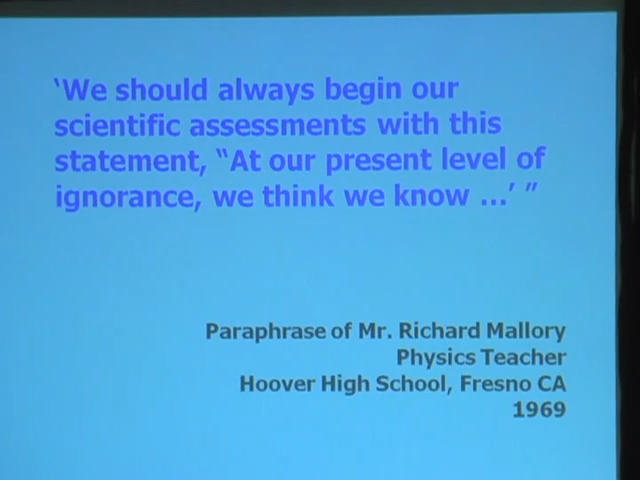 ‘We should always begin our
scientific assessments with this
statement, “At our present level of
ignorance, we think we know ...’ ”
Paraphrase of Mr. Richard Mallory
Physics Teacher
Hoover High School, Fresno CA
1969